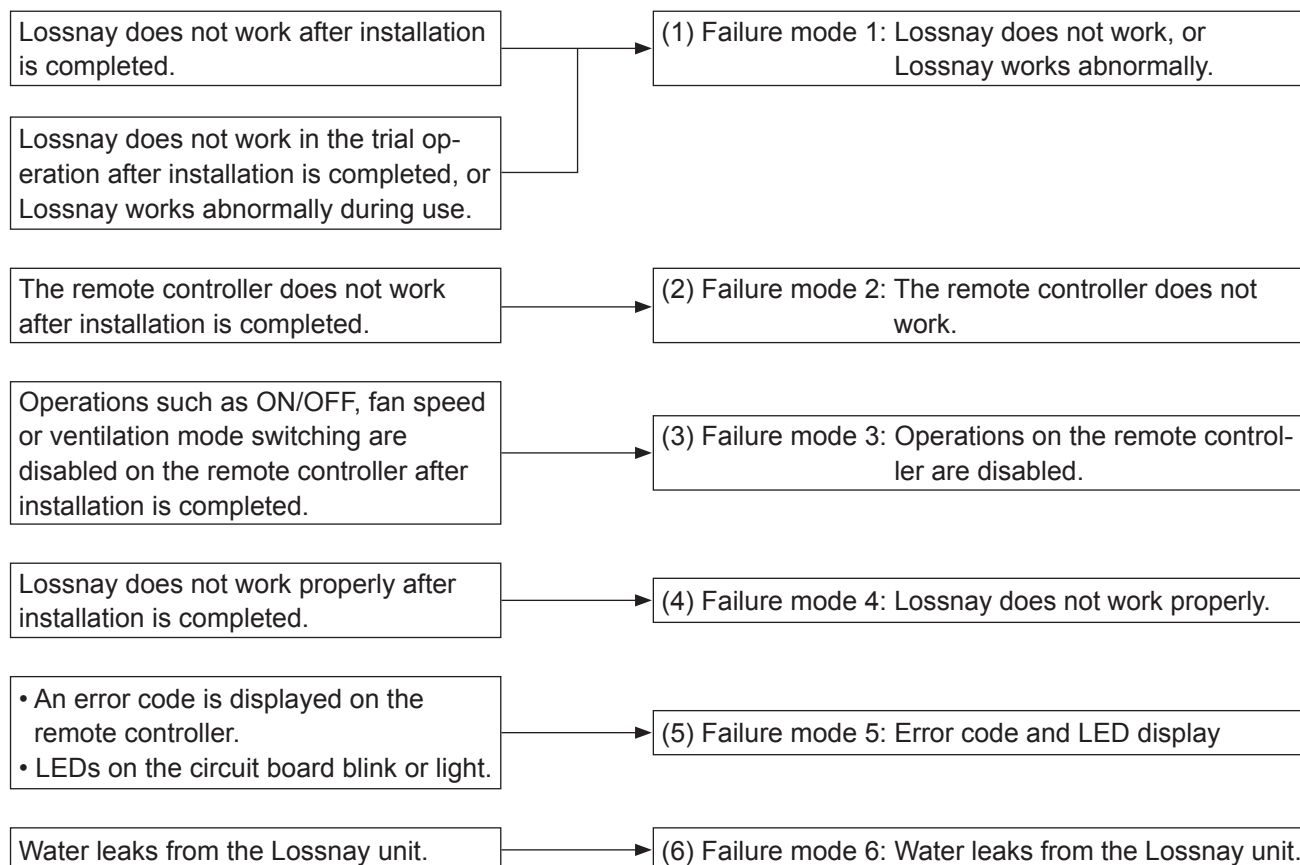 Lossnay does not work after installation
is completed.
(1) Failure mode 1: Lossnay does not work, or
Lossnay works abnormally.
Lossnay does not work in the trial op-
eration after installation is completed, or
Lossnay works abnormally during use.
The remote controller does not work
after installation is completed.
(2) Failure mode 2: The remote controller does not
work.
Operations such as ON/OFF, fan speed
or ventilation mode switching are
disabled on the remote controller after
installation is completed.
(3) Failure mode 3: Operations on the remote control-
ler are disabled.
Lossnay does not work properly after
installation is completed.
(4) Failure mode 4: Lossnay does not work properly.
• An error code is displayed on the
remote controller.
• LEDs on the circuit board blink or light.
(5) Failure mode 5: Error code and LED display
Water leaks from the Lossnay unit.
(6) Failure mode 6: Water leaks from the Lossnay unit.